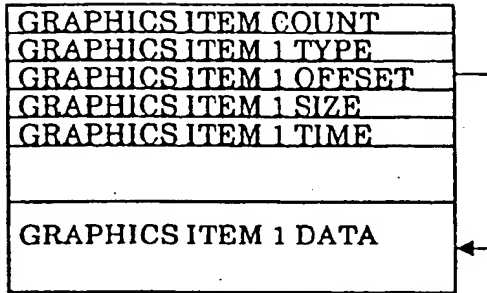 GRAPHICS ITEM COUNT
GRAPHICS ITEM 1 TYPE
GRAPHICS ITEM 1 OFFSET
GRAPHICS ITEM 1 SIZE
GRAPHICS ITEM 1 TIME
GRAPHICS ITEM 1 DATA